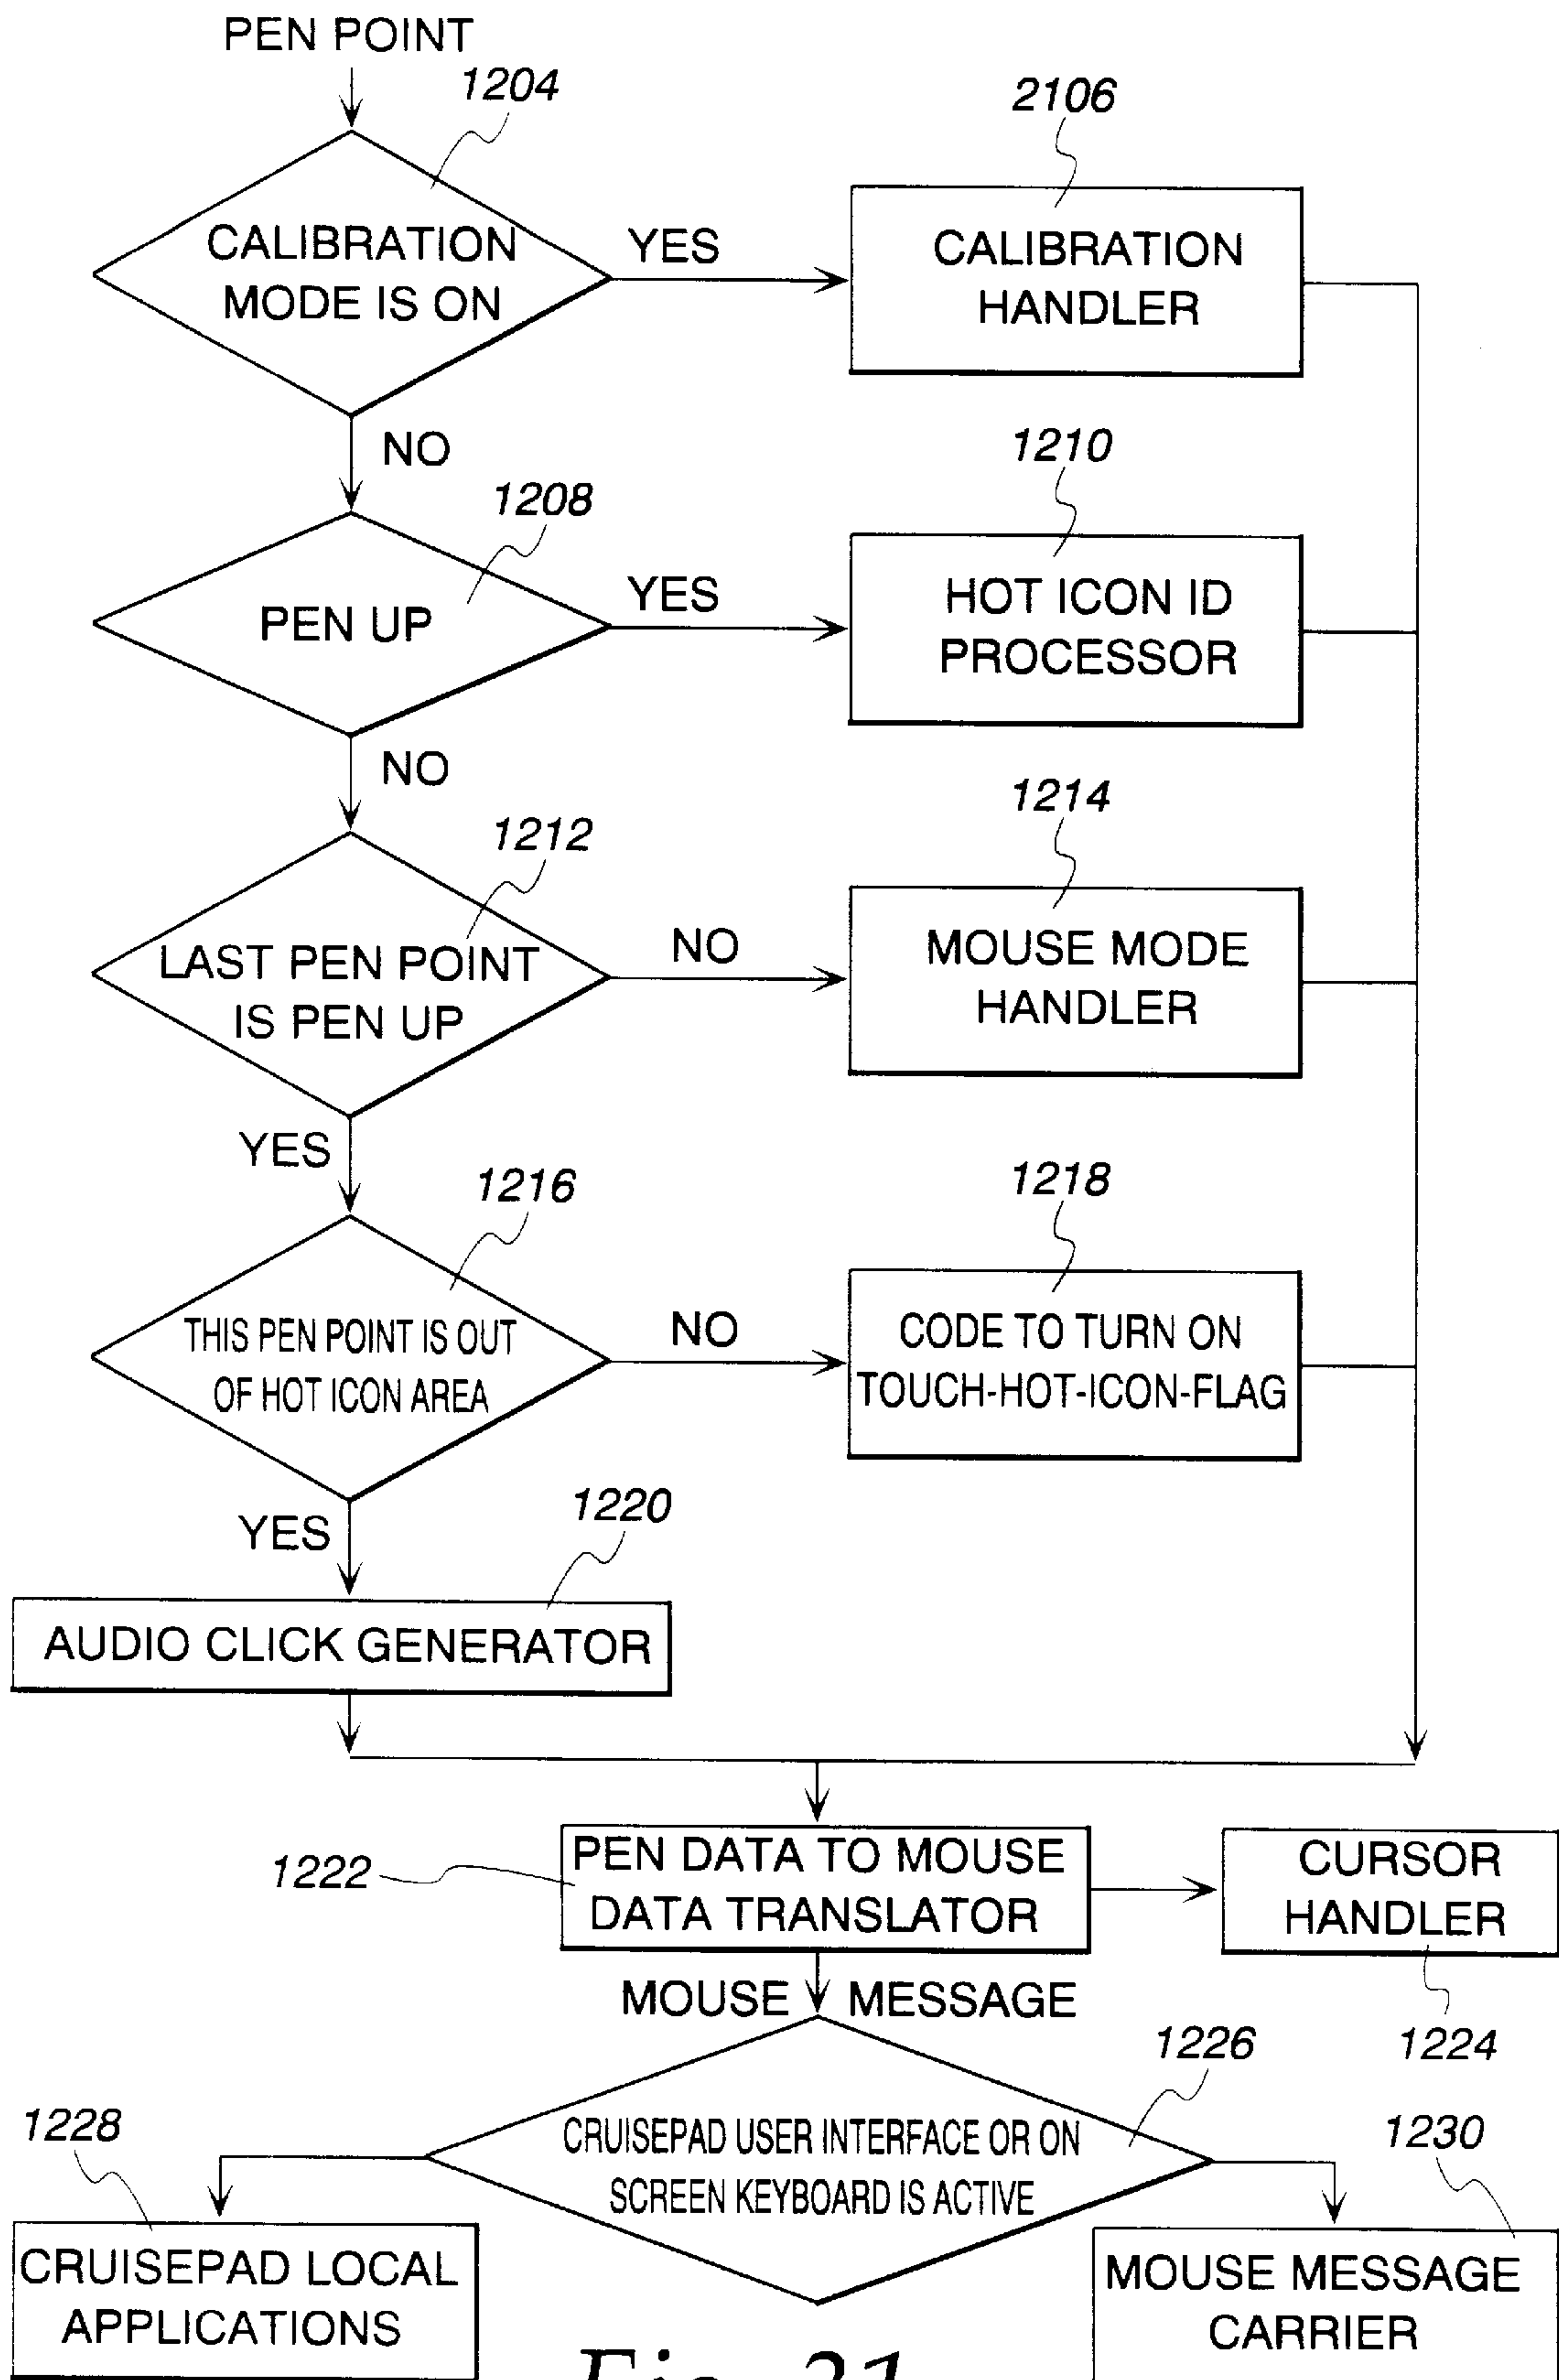 PEN POINT
1204
2106
CALIBRATION
MODE IS ON
YES
CALIBRATION
HANDLER
NO
1208
1210
PEN UP
YES
HOT ICON ID
PROCESSOR
NO
1212
1214
LAST PEN POINT
IS PEN UP
NO
MOUSE MODE
HANDLER
YES
1216
1218
THIS PEN POINT IS OUT
OF HOT ICON AREA
NO
CODE TO TURN ON
TOUCH-HOT-ICON-FLAG
YES
1220
AUDIO CLICK GENERATOR
1222
PEN DATA TO MOUSE
DATA TRANSLATOR
CURSOR
HANDLER
MOUSE MESSAGE
1224
1226
1228
1230
CRUISEPAD USER INTERFACE OR ON
SCREEN KEYBOARD IS ACTIVE
CRUISEPAD LOCAL
APPLICATIONS
MOUSE MESSAGE
CARRIER